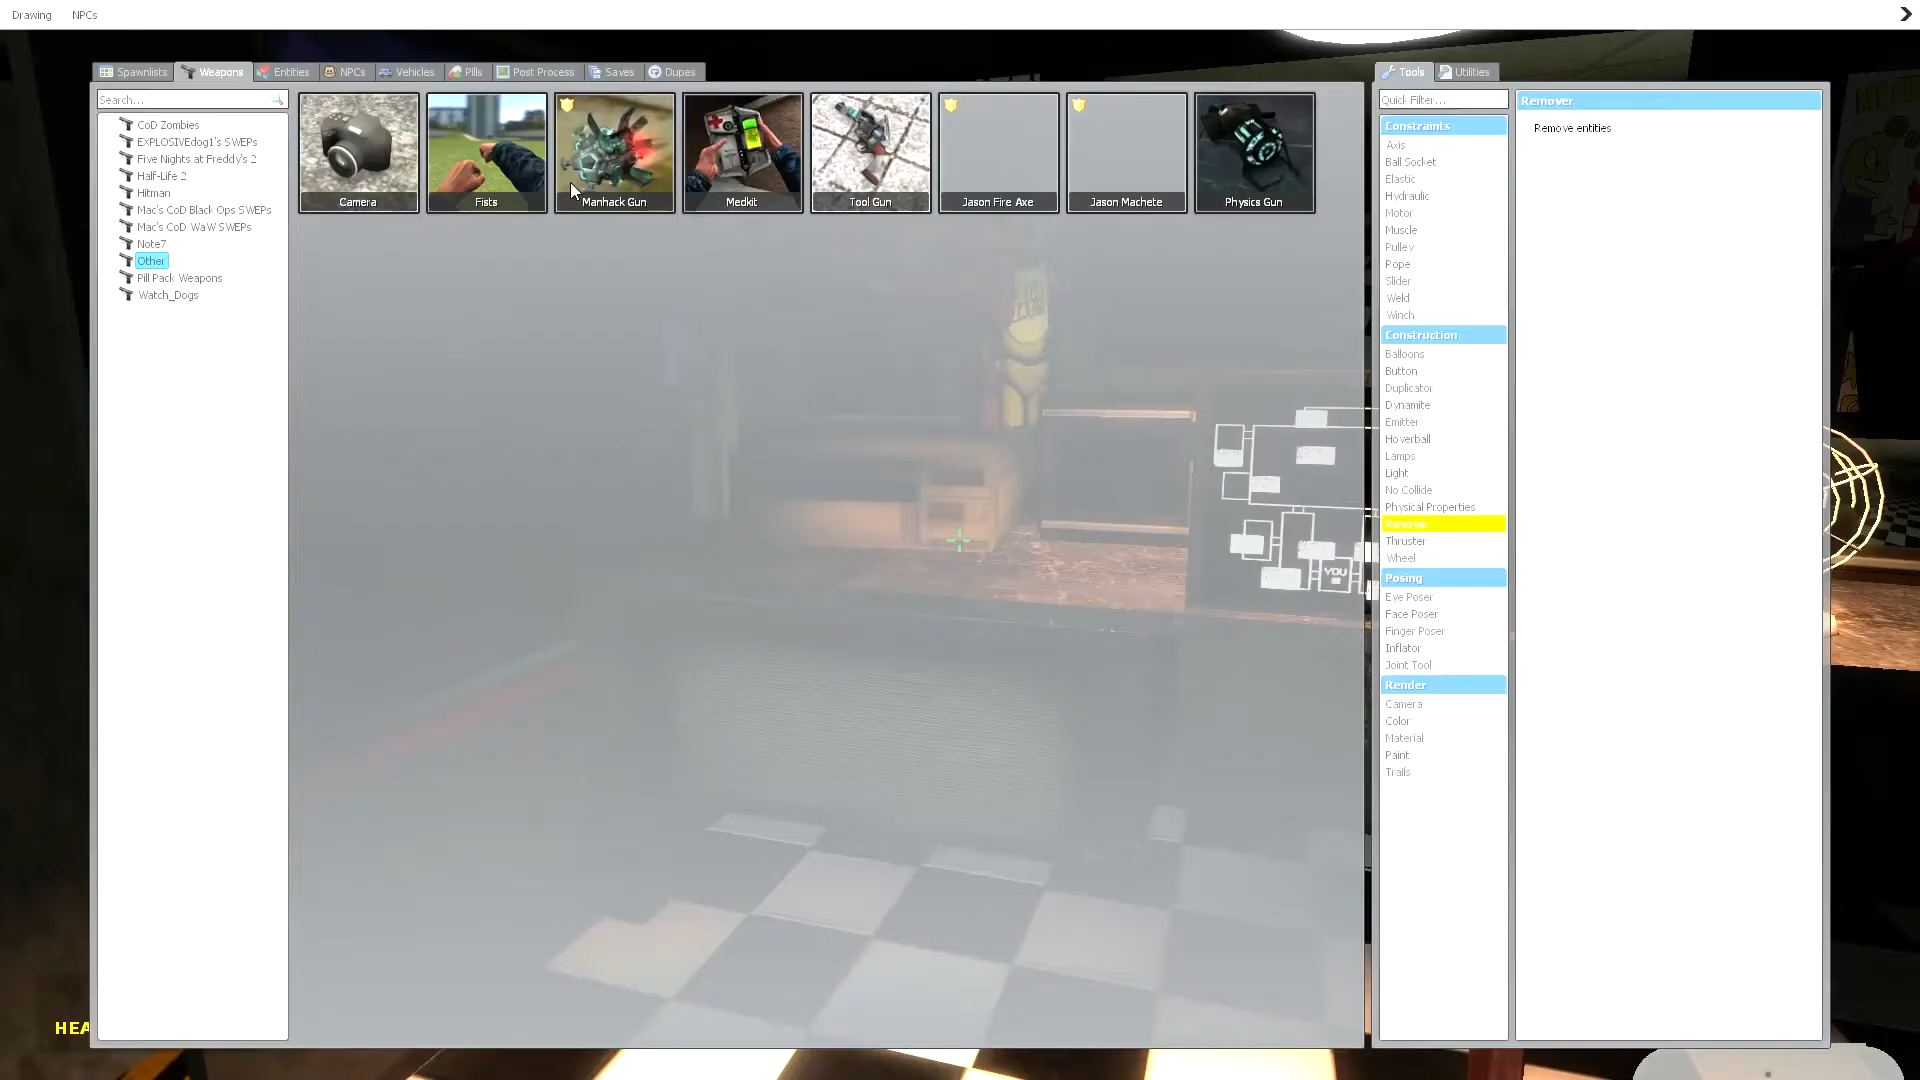 Drawing NPCs
Spawnlists Weapons Entities NPCs Vehicles Pills Post Process Saves Dupes
Tools Utilities
Search...
CoD Zombies
EXPLOSIVEdog1's SWEPs
Five Nights at Freddy's 2
Half-Life 2
Hitman
Mac's CoD Black Ops SWEPs
Mac's CoD WaW SWEPs
Note7
Other
Pill Pack Weapons
Watch_Dogs
Camera
Fists
Manhack Gun
Medkit
Tool Gun
Jason Fire Axe
Jason Machete
Physics Gun
YOU
Quick Filter...
Constraints
Axis
Ball Socket
Elastic
Hydraulic
Motor
Muscle
Pulley
Rope
Slider
Weld
Winch
Construction
Balloons
Button
Duplicator
Dynamite
Emitter
Hoverball
Lamps
Light
No Collide
Physical Properties
Remover
Thruster
Wheel
Posing
Eye Poser
Face Poser
Finger Poser
Inflator
Joint Tool
Render
Camera
Color
Material
Paint
Trails
Remover
Remove entities
HEA